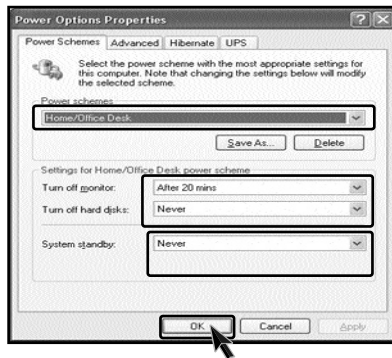 Power Options Properties
Power Schemes Advanced Hibernate UPS
Select the power scheme with the most appropriate settings for
this computer. Note that changing the settings below will modify
the selected scheme.
Power schemes
Home/Office Desk
Save As... Delete
Settings for Home/Office Desk power scheme
Turn off monitor: After 20 mins
Turn off hard disks: Never
System standby: Never
OK Cancel Apply